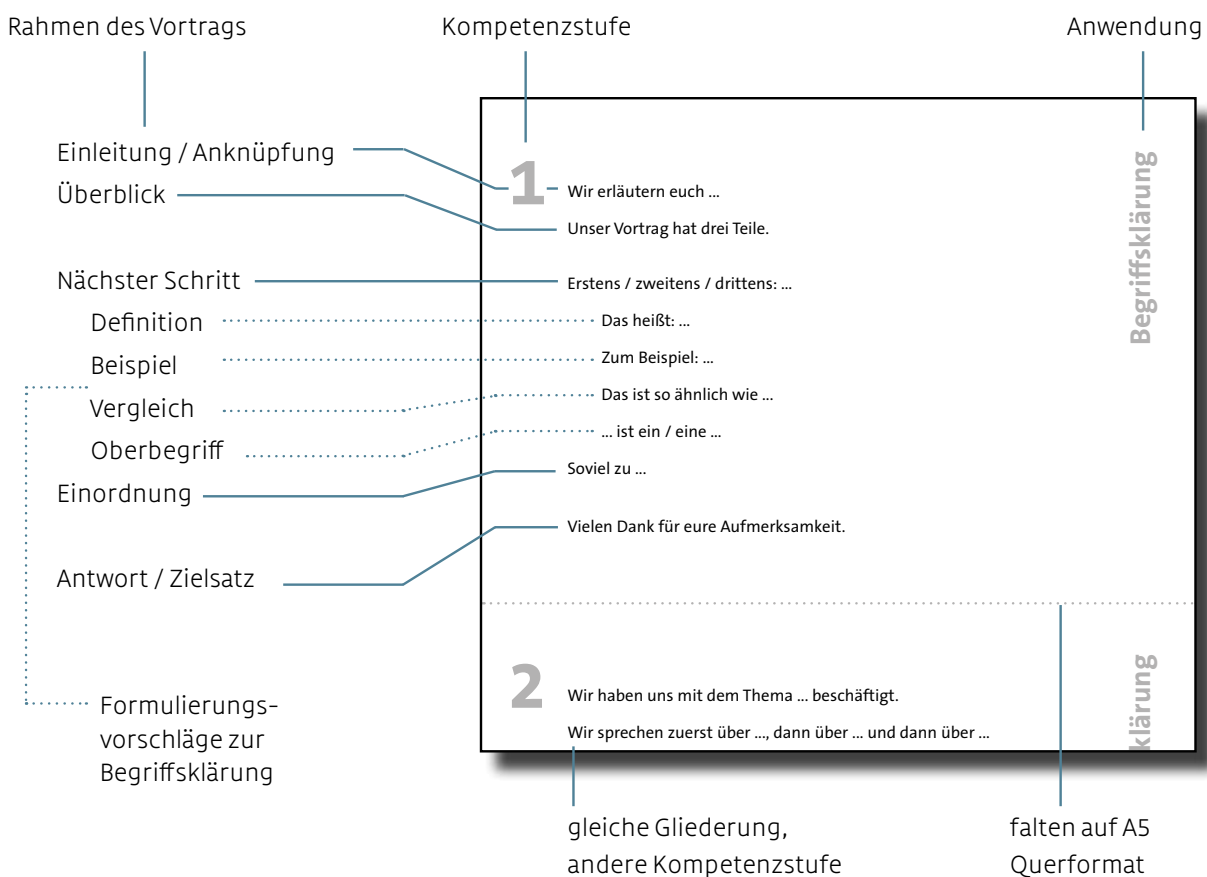 Rahmen des Vortrags
Kompetenzstufe
Anwendung
Einleitung / Anknüpfung
Überblick
Nächster Schritt
Definition
Beispiel
Vergleich
Oberbegriff
Einordnung
Antwort / Zielsatz
Formulierungs-
vorschläge zur
Begriffsklärung
1
Wir erläutern euch ...
Unser Vortrag hat drei Teile.
Erstens / zweitens / drittens: ...
Das heißt: ...
Zum Beispiel: ...
Das ist so ähnlich wie ...
... ist ein / eine ...
Soviel zu ...
Vielen Dank für eure Aufmerksamkeit.
Begriffsklärung
2
Wir haben uns mit dem Thema ... beschäftigt.
Wir sprechen zuerst über ..., dann über ... und dann über ...
klärung
gleiche Gliederung,
andere Kompetenzstufe
falten auf A5
Querformat